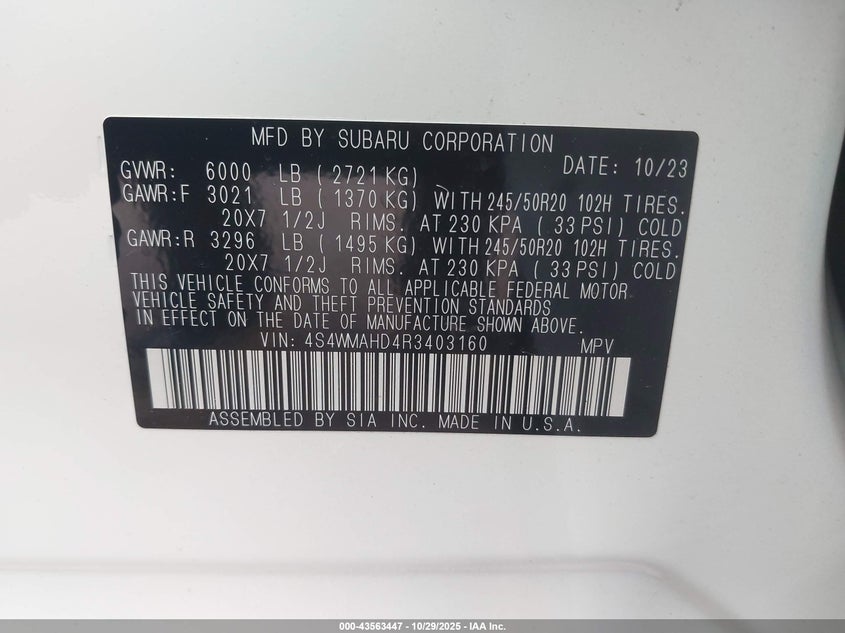 MFD BY SUBARU CORPORATION
DATE: 10/23
GVWR: 6000 LB ( 2721 KG)
GAWR:F 3021 LB ( 1370 KG) WITH 245/50R20 102H TIRES.
20X7 1/2J RIMS. AT 230 KPA ( 33 PSI) COLD
GAWR:R 3296 LB ( 1495 KG) WITH 245/50R20 102H TIRES.
20X7 1/2J RIMS. AT 230 KPA ( 33 PSI) COLD
THIS VEHICLE CONFORMS TO ALL APPLICABLE FEDERAL MOTOR
VEHICLE SAFETY AND THEFT PREVENTION STANDARDS
IN EFFECT ON THE DATE OF MANUFACTURE SHOWN ABOVE.
VIN: 4S4WMAHD4R3403160 MPV
ASSEMBLED BY SIA INC. MADE IN U.S.A.
000-43563447 - 10/29/2025 - IAA Inc.